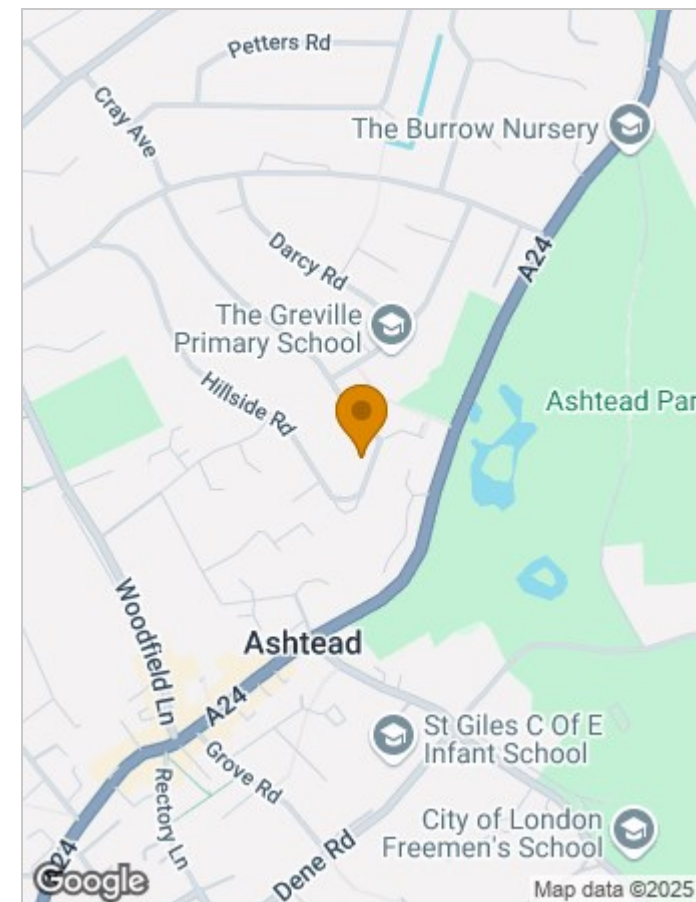 Petters Rd
Cray Ave
The Burrow Nursery
A24
Darcy Rd
The Greville
Primary School
Hillside Rd
Ashtead Par
Woodfield Ln
Ashtead
A24
St Giles C Of E
Infant School
Grove Rd
Rectory Ln
City of London
Freemen's School
Dene Rd
A24
Google
Map data ©2025